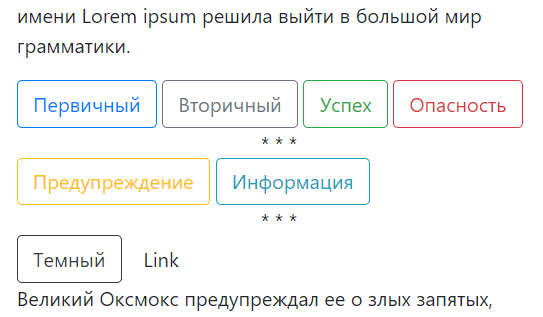 имени Lorem ipsum решила выйти в большой мир
грамматики.
Первичный Вторичный Успех Опасность
* * *
Предупреждение Информация
* * *
Темный Link
Великий Оксмокс предупреждал ее о злых запятых,